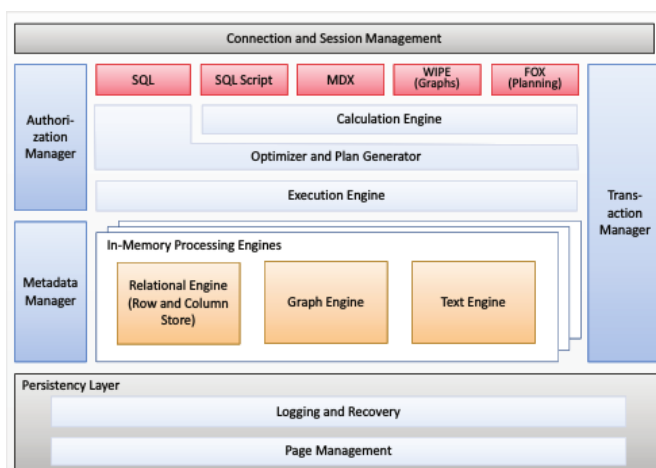 Connection and Session Management
Authori-
zation
Manager
SQL
SQL Script
MDX
WIPE
(Graphs)
FOX
(Planning)
Calculation Engine
Optimizer and Plan Generator
Execution Engine
Trans-
action
Manager
Metadata
Manager
In-Memory Processing Engines
Relational Engine
(Row and Column
Store)
Graph Engine
Text Engine
Persistency Layer
Logging and Recovery
Page Management